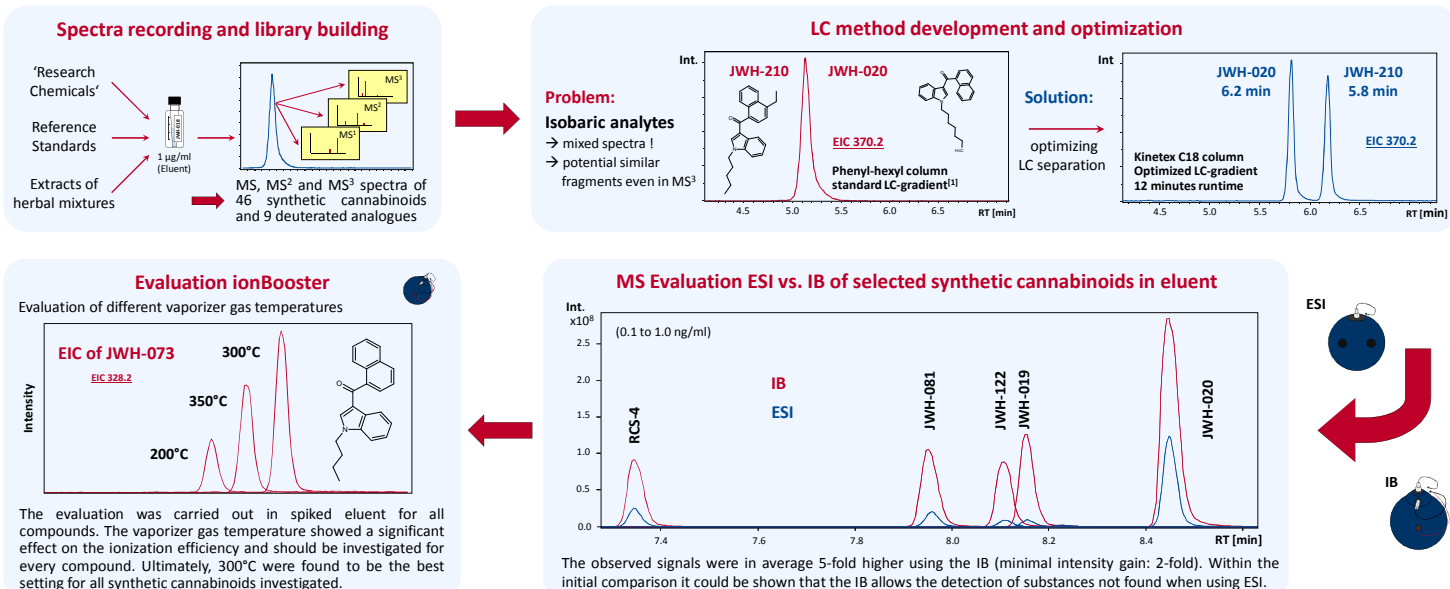 Spectra recording and library building
'Research
Chemicals'
Reference
Standards
Extracts of
herbal mixtures
JWH-018
1 µg/ml
(Eluent)
MS³
MS²
MS¹
MS, MS² and MS³ spectra of
46 synthetic cannabinoids
and 9 deuterated analogues
LC method development and optimization
Problem:
Isobaric analytes
→ mixed spectra !
→ potential similar
fragments even in MS³
Int.
JWH-210
JWH-020
O
N
O
N
H₃C
EIC 370.2
Phenyl-hexyl column
standard LC-gradient[1]
4.5 5.0 5.5 6.0 6.5 RT [min]
Solution:
optimizing
LC separation
Int
JWH-020
6.2 min
JWH-210
5.8 min
EIC 370.2
Kinetex C18 column
Optimized LC-gradient
12 minutes runtime
4.5 5.0 5.5 6.0 6.5 RT [min]
Evaluation ionBooster
Evaluation of different vaporizer gas temperatures
EIC of JWH-073
EIC 328.2
300°C
350°C
200°C
Intensity
O
N
The evaluation was carried out in spiked eluent for all
compounds. The vaporizer gas temperature showed a significant
effect on the ionization efficiency and should be investigated for
every compound. Ultimately, 300°C were found to be the best
setting for all synthetic cannabinoids investigated.
MS Evaluation ESI vs. IB of selected synthetic cannabinoids in eluent
Int.
x10⁸
(0.1 to 1.0 ng/ml)
2.5
2.0
1.5
1.0
0.5
0.0
IB
ESI
RCS-4
JWH-081
JWH-122
JWH-019
JWH-020
7.4 7.6 7.8 8.0 8.2 8.4 RT [min]
The observed signals were in average 5-fold higher using the IB (minimal intensity gain: 2-fold). Within the
initial comparison it could be shown that the IB allows the detection of substances not found when using ESI.
ESI
IB